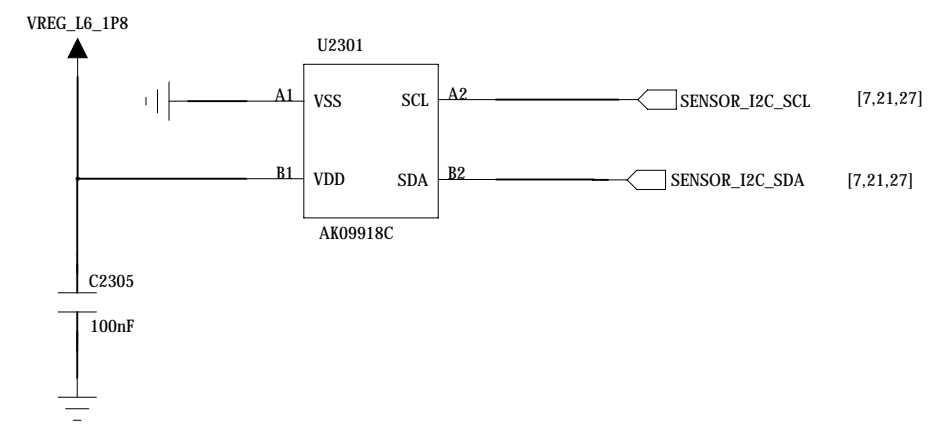 VREG_L6_1P8
U2301
A1 VSS SCL A2 SENSOR_I2C_SCL [7,21,27]
B1 VDD SDA B2 SENSOR_I2C_SDA [7,21,27]
AK09918C
C2305
100nF